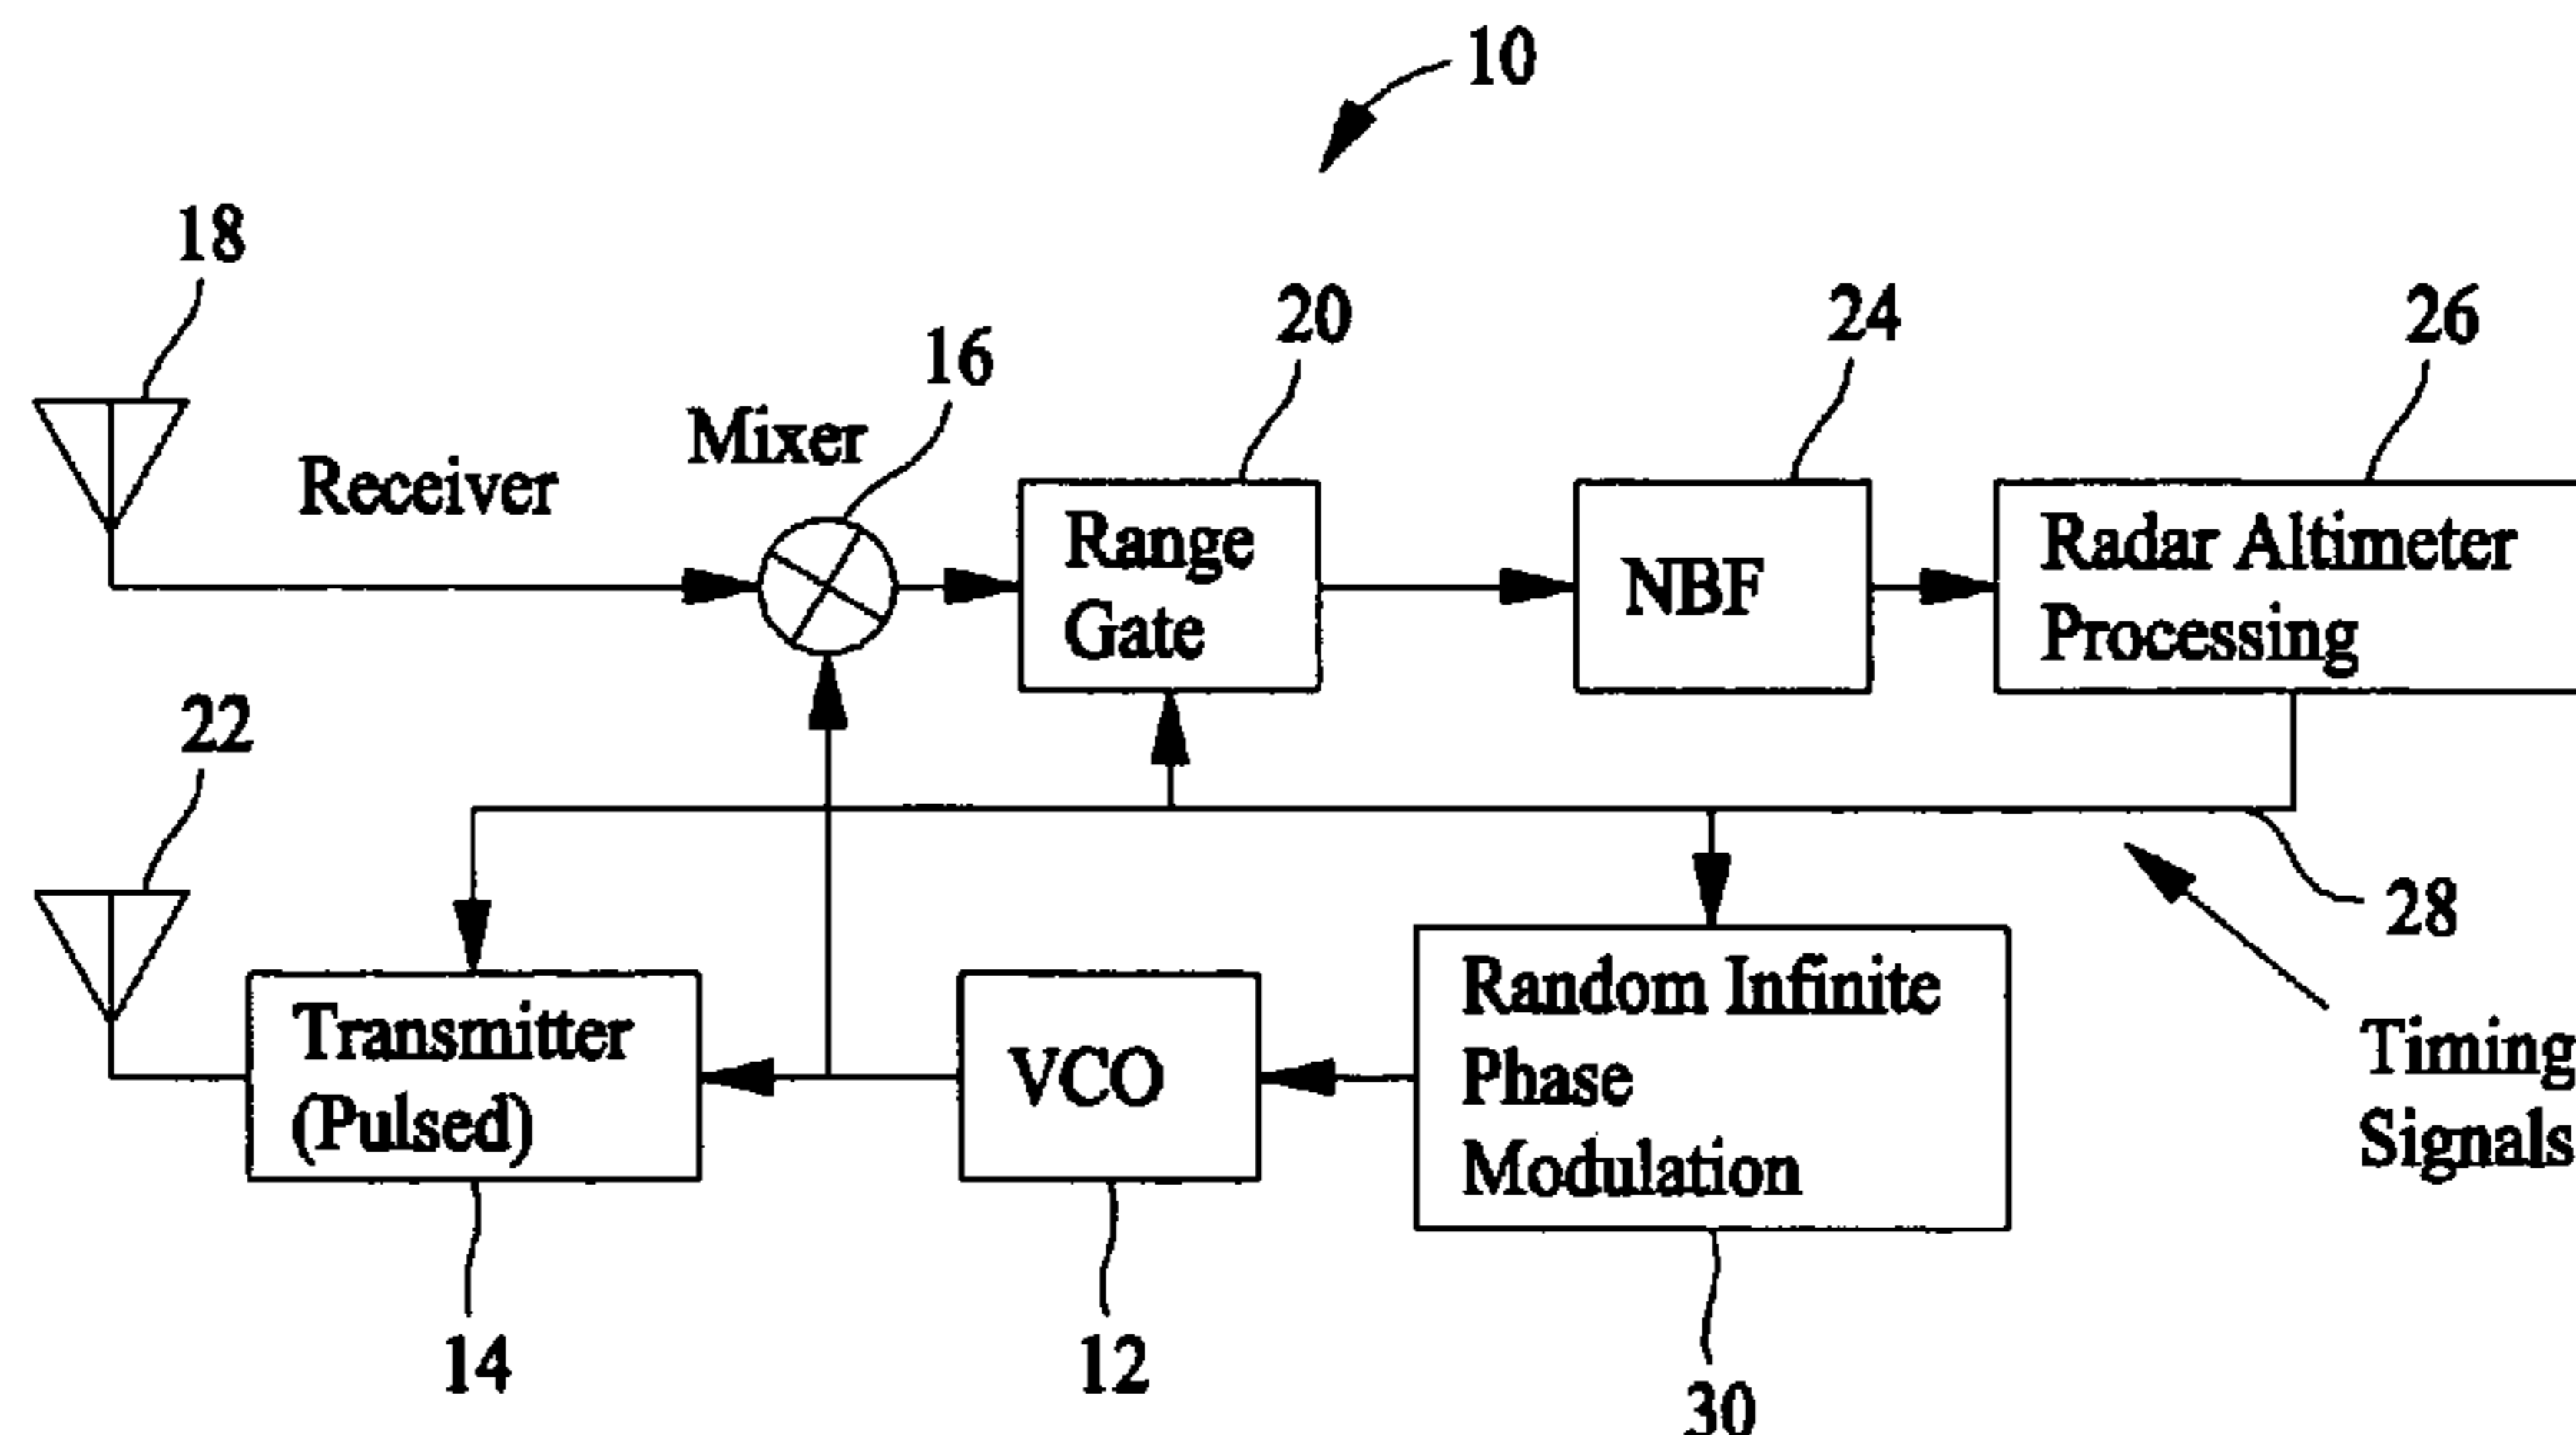 10
18
20
24
26
16
Mixer
Receiver
Range
Gate
NBF
Radar Altimeter
Processing
22
28
Transmitter
(Pulsed)
VCO
Random Infinite
Phase
Modulation
Timing
Signals
14
12
30